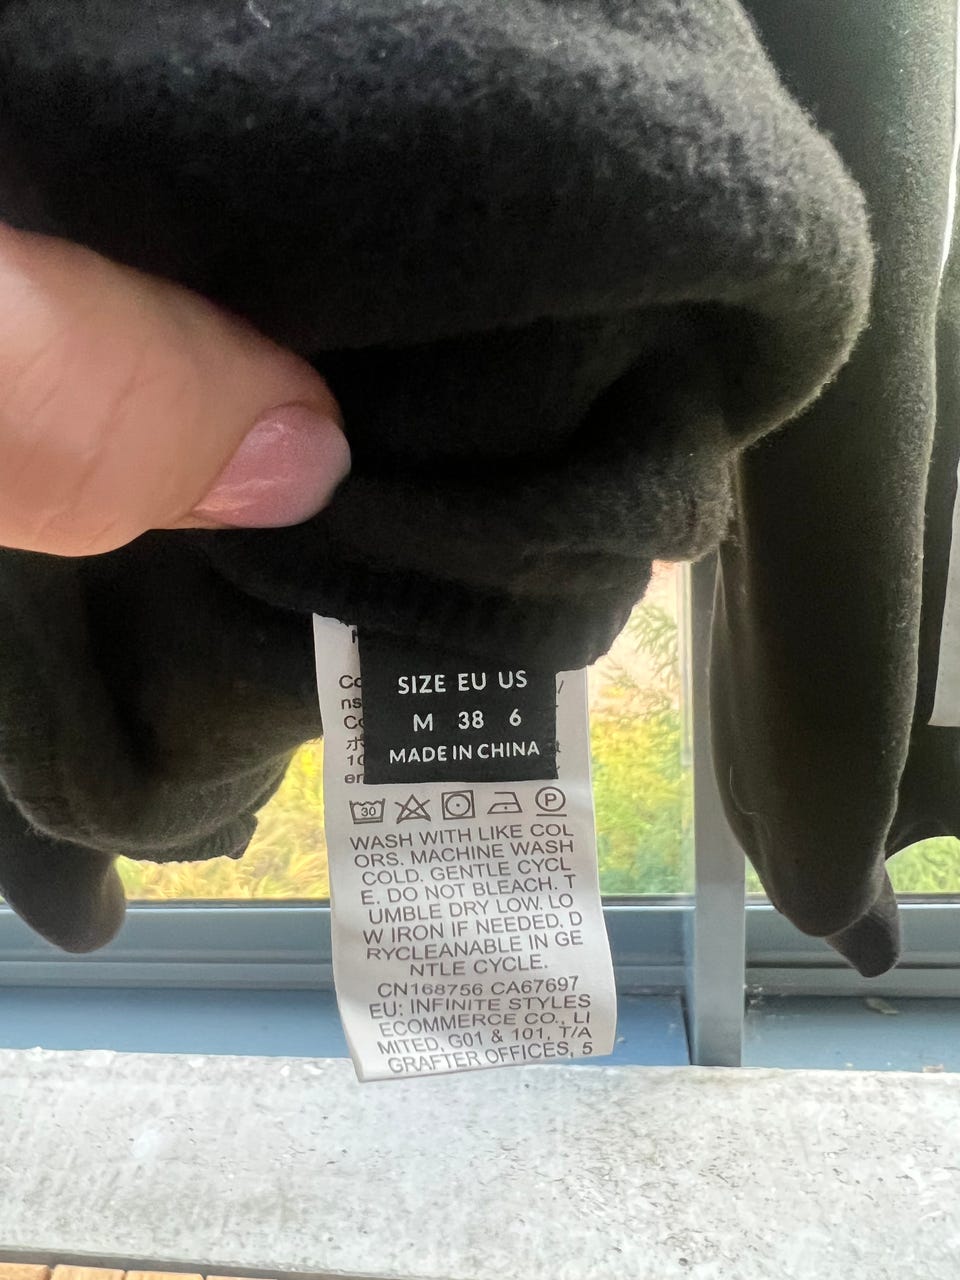 SIZE EU US
M 38 6
MADE IN CHINA
30
P
WASH WITH LIKE COL
ORS. MACHINE WASH
COLD. GENTLE CYCL
E. DO NOT BLEACH. T
UMBLE DRY LOW. LO
W IRON IF NEEDED. D
RYCLEANABLE IN GE
NTLE CYCLE.
CN168756 CA67697
EU: INFINITE STYLES
ECOMMERCE CO., LI
MITED, G01 & 101, T/A
GRAFTER OFFICES, 5